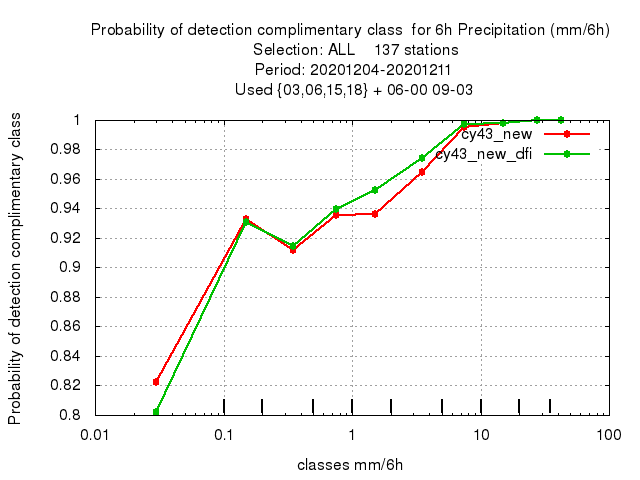 Probability of detection complimentary class  for 6h Precipitation (mm/6h)
Selection: ALL    137 stations
Period: 20201204-20201211
Used {03,06,15,18} + 06-00 09-03
Probability of detection complimentary class
1
0.98
0.96
0.94
0.92
0.9
0.88
0.86
0.84
0.82
0.8
cy43_new
cy43_new_dfi
0.01 0.1 1 10 100
classes mm/6h